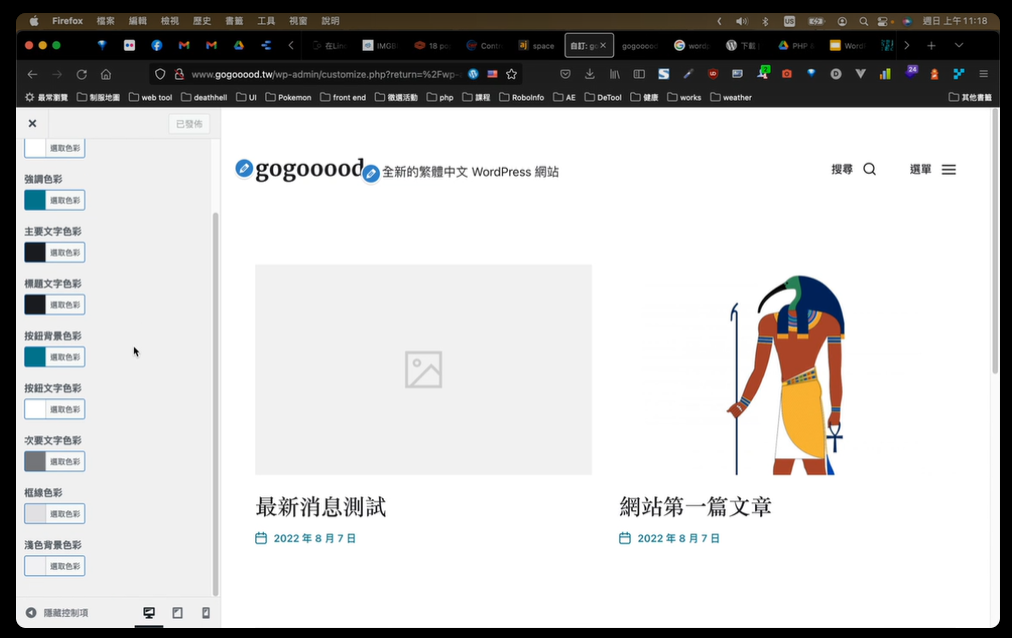 Firefox 檔案 編輯 檢視 歷史 書籤 工具 視窗 說明
US
週日上午11:18
在Lin
IMGB
18 po
Cont
space
自訂: go
gogooood
word
下載
PHP
Word
www.gogooood.tw/wp-admin/customize.php?return=%2Fwp-
24
最常瀏覽 制服地圖 web tool deathhell UI Pokemon front end 徵選活動 php 課程 RoboInfo AE DeTool 健康 works weather 其他書籤
已發佈
選取色彩
強調色彩
選取色彩
主要文字色彩
選取色彩
標題文字色彩
選取色彩
按鈕背景色彩
選取色彩
按鈕文字色彩
選取色彩
次要文字色彩
選取色彩
框線色彩
選取色彩
淺色背景色彩
選取色彩
隱藏控制項
gogooood
全新的繁體中文 WordPress 網站
搜尋
選單
最新消息測試
2022 年 8 月 7 日
網站第一篇文章
2022 年 8 月 7 日